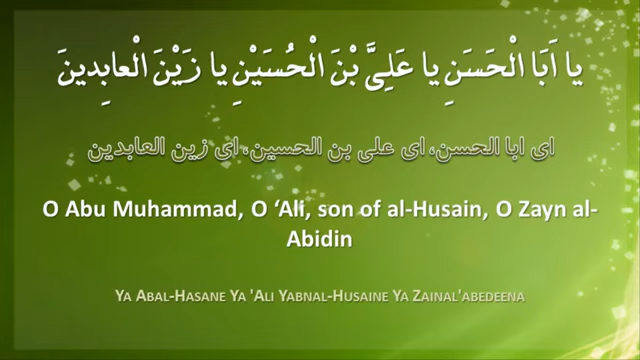 يا اَبَا الْحَسَنِ يا عَلِىَّ بْنَ الْحُسَيْنِ يا زَيْنَ الْعابِدينَ
ای ابا الحسن، ای علی بن الحسین، ای زین العابدین
O Abu Muhammad, O ‘Ali, son of al-Husain, O Zayn al-
Abidin
Ya Abal-Hasane Ya 'Ali Yabnal-Husaine Ya Zainal'abedeena